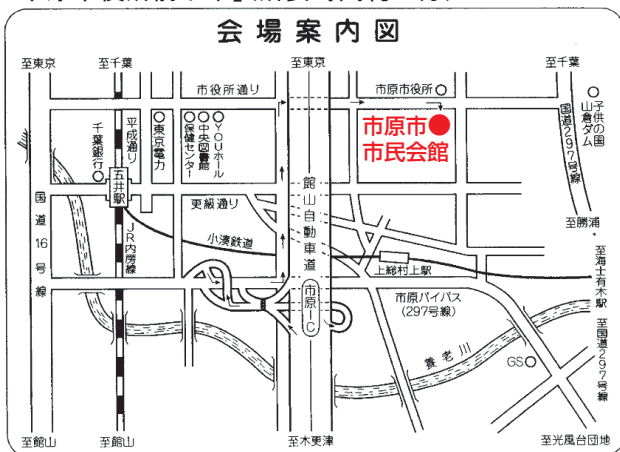 会場案内図
至東京
至千葉
至東京
至千葉
市役所通り
市原市役所
市原市
市民会館
子供の国
山倉ダム
国道297号線
千葉銀行
平成通り
東京電力
YOUホール
中央図書館
保健センター
五井駅
更級通り
館山自動車道
国道16号線
JR内房線
小湊鉄道
上総村上駅
至勝浦
至海士有木駅
市原IC
市原バイパス
(297号線)
養老川
GS
至国道297号線
至館山
至館山
至木更津
至光風台団地